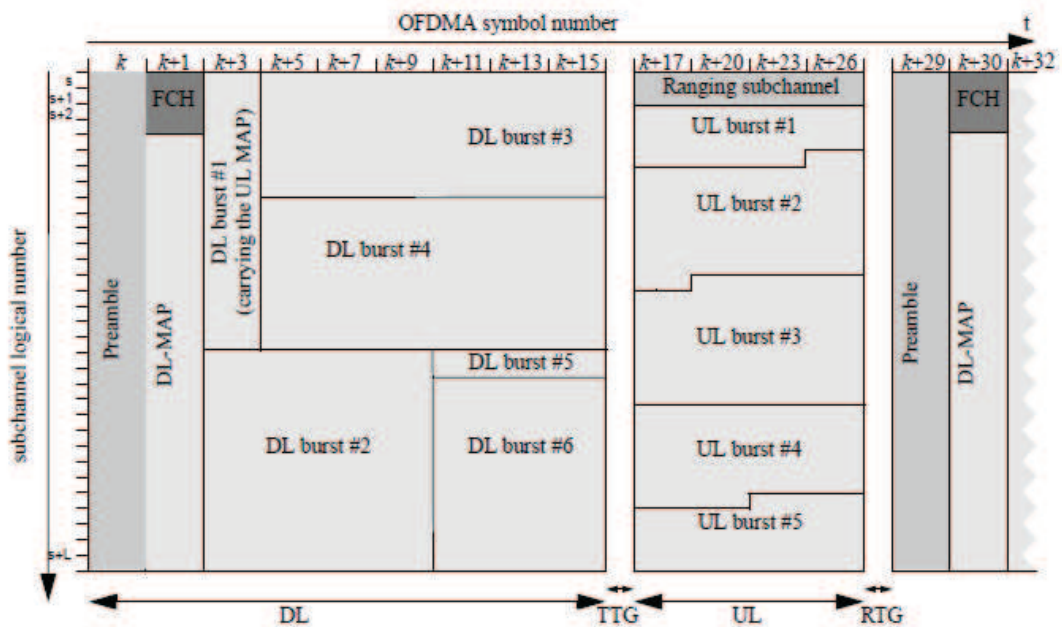 OFDMA symbol number
t
k k+1 k+3 k+5 k+7 k+9 k+11 k+13 k+15 k+17 k+20 k+23 k+26 k+29 k+30 k+32
s
s+1
s+2
s+L
subchannel logical number
Preamble
FCH
DL-MAP
DL burst #1
(carrying the UL MAP)
DL burst #3
DL burst #4
DL burst #5
DL burst #2
DL burst #6
Ranging subchannel
UL burst #1
UL burst #2
UL burst #3
UL burst #4
UL burst #5
Preamble
FCH
DL-MAP
DL
TTG
UL
RTG